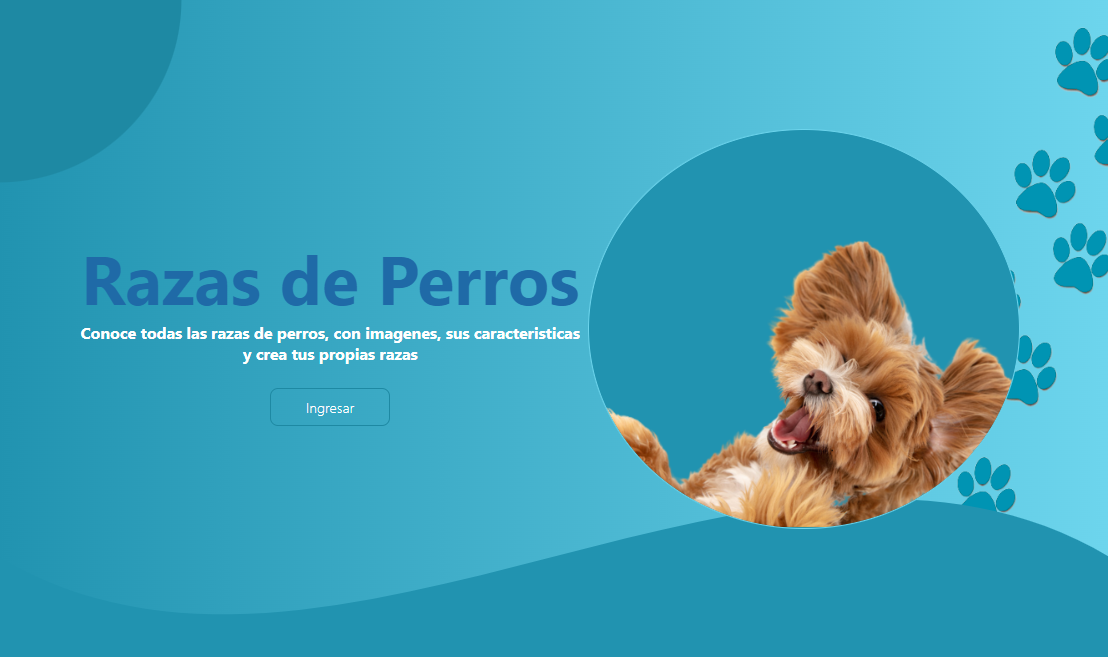 Razas de Perros
Conoce todas las razas de perros, con imagenes, sus caracteristicas
y crea tus propias razas
Ingresar